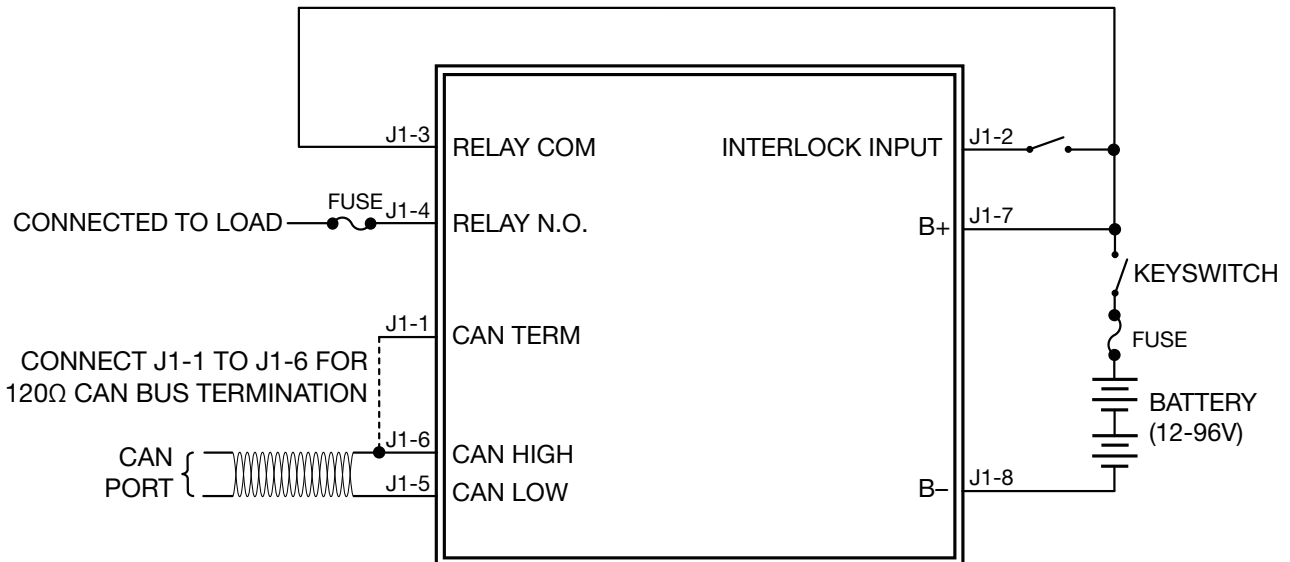 J1-3
RELAY COM
INTERLOCK INPUT
J1-2
CONNECTED TO LOAD
FUSE
J1-4
RELAY N.O.
B+
J1-7
KEYSWITCH
FUSE
J1-1
CAN TERM
CONNECT J1-1 TO J1-6 FOR
120Ω CAN BUS TERMINATION
BATTERY
(12-96V)
CAN
PORT
J1-6
CAN HIGH
J1-5
CAN LOW
B–
J1-8